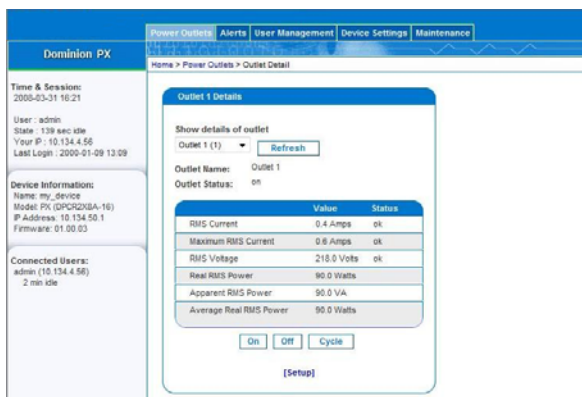 Power Outlets Alerts User Management Device Settings Maintenance
Dominion PX
Home > Power Outlets > Outlet Detail
Time & Session:
2008-03-31 16:21
User : admin
State : 139 sec idle
Your IP : 10.134.4.56
Last Login : 2000-01-09 13:09
Device Information:
Name: my_device
Model: PX (DPCR2X8A-16)
IP Address: 10.134.50.1
Firmware: 01.00.03
Connected Users:
admin (10.134.4.56)
2 min idle
Outlet 1 Details
Show details of outlet
Outlet 1 (1) Refresh
Outlet Name: Outlet 1
Outlet Status: on
Value Status
RMS Current 0.4 Amps ok
Maximum RMS Current 0.6 Amps ok
RMS Voltage 218.0 Volts ok
Real RMS Power 90.0 Watts
Apparent RMS Power 90.0 VA
Average Real RMS Power 90.0 Watts
On Off Cycle
[Setup]